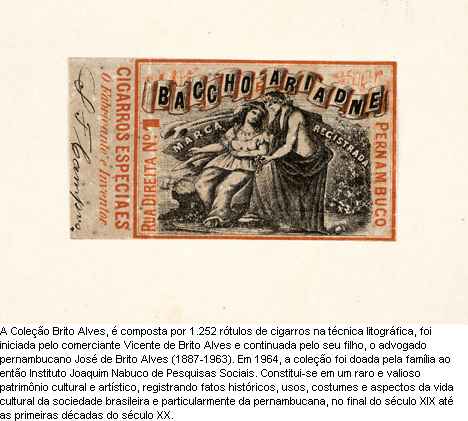 BACCHO ARIADNE
MARCA REGISTRADA
PERNAMBUCO
RUA DIREITA Nº 1
CIGARROS ESPECIAES
O Fabricante é Inventor
A Coleção Brito Alves, é composta por 1.252 rótulos de cigarros na técnica litográfica, foi
iniciada pelo comerciante Vicente de Brito Alves e continuada pelo seu filho, o advogado
pernambucano José de Brito Alves (1887-1963). Em 1964, a coleção foi doada pela família ao
então Instituto Joaquim Nabuco de Pesquisas Sociais. Constitui-se em um raro e valioso
patrimônio cultural e artístico, registrando fatos históricos, usos, costumes e aspectos da vida
cultural da sociedade brasileira e particularmente da pernambucana, no final do século XIX até
as primeiras décadas do século XX.